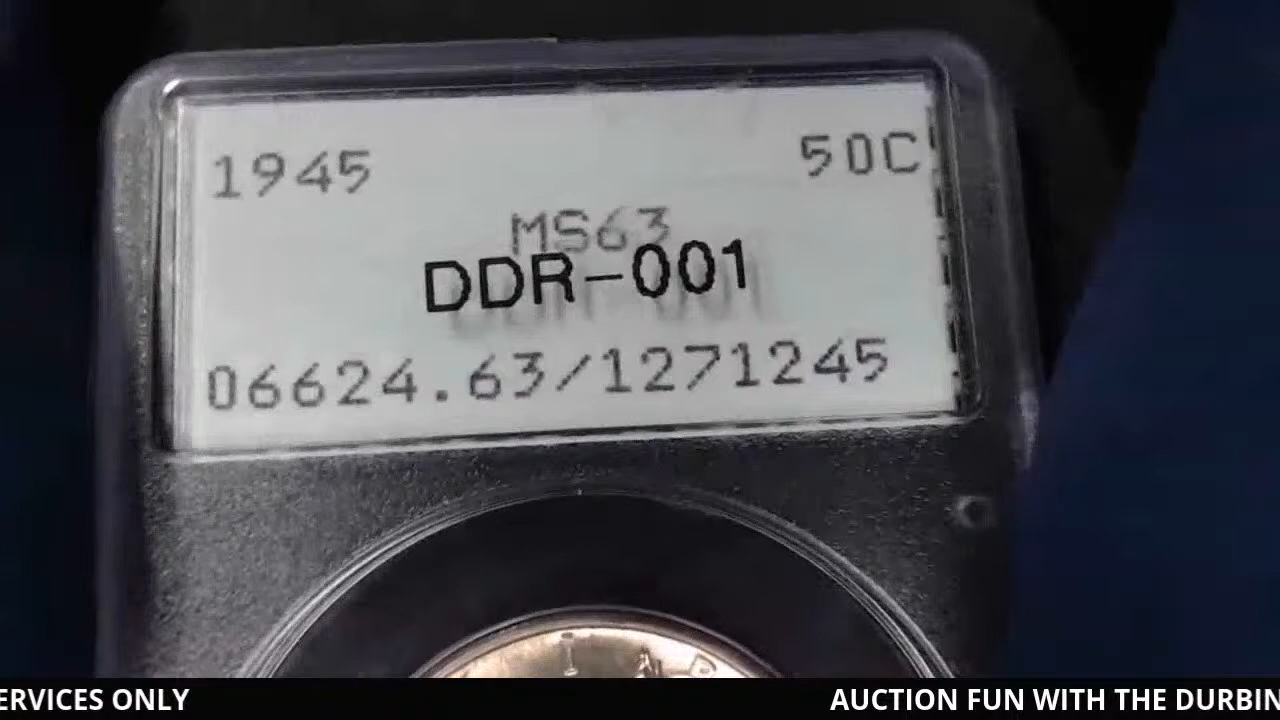 1945 50C
MS63
DDR-001
06624.63/1271245
ERVICES ONLY AUCTION FUN WITH THE DURBIN